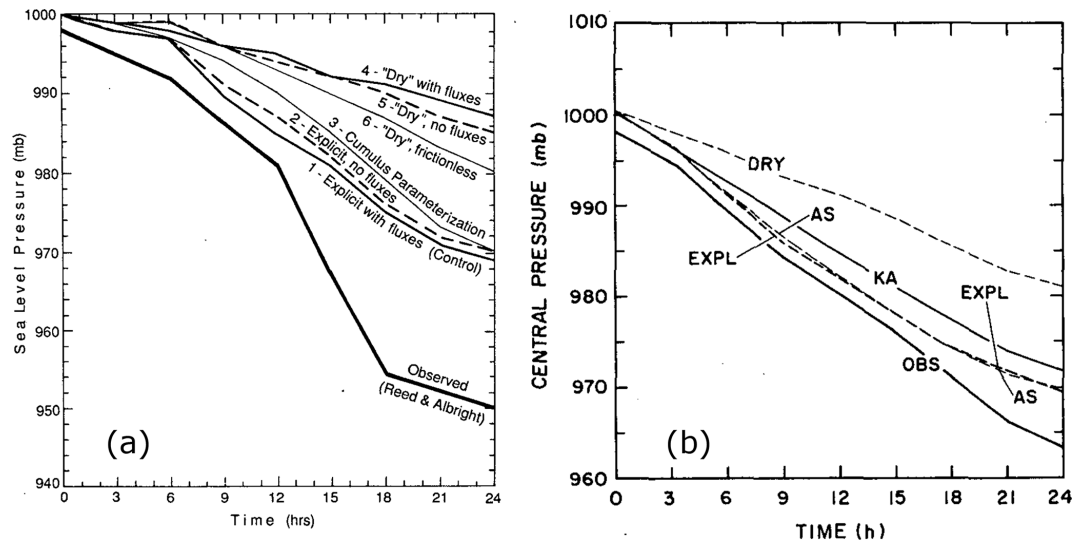 1000
990
980
970
960
950
940
Sea Level Pressure (mb)
4 - "Dry" with fluxes
5 -"Dry", no fluxes
6 - "Dry", frictionless
3 - Cumulus Parameterization
2 - Explicit, no fluxes
1 - Explicit with fluxes (Control)
Observed
(Reed & Albright)
(a)
0 3 6 9 12 15 18 21 24
Time (hrs)
1010
1000
990
980
970
960
CENTRAL PRESSURE (mb)
DRY
AS
EXPL
KA
EXPL
OBS
AS
(b)
0 3 6 9 12 15 18 21 24
TIME (h)